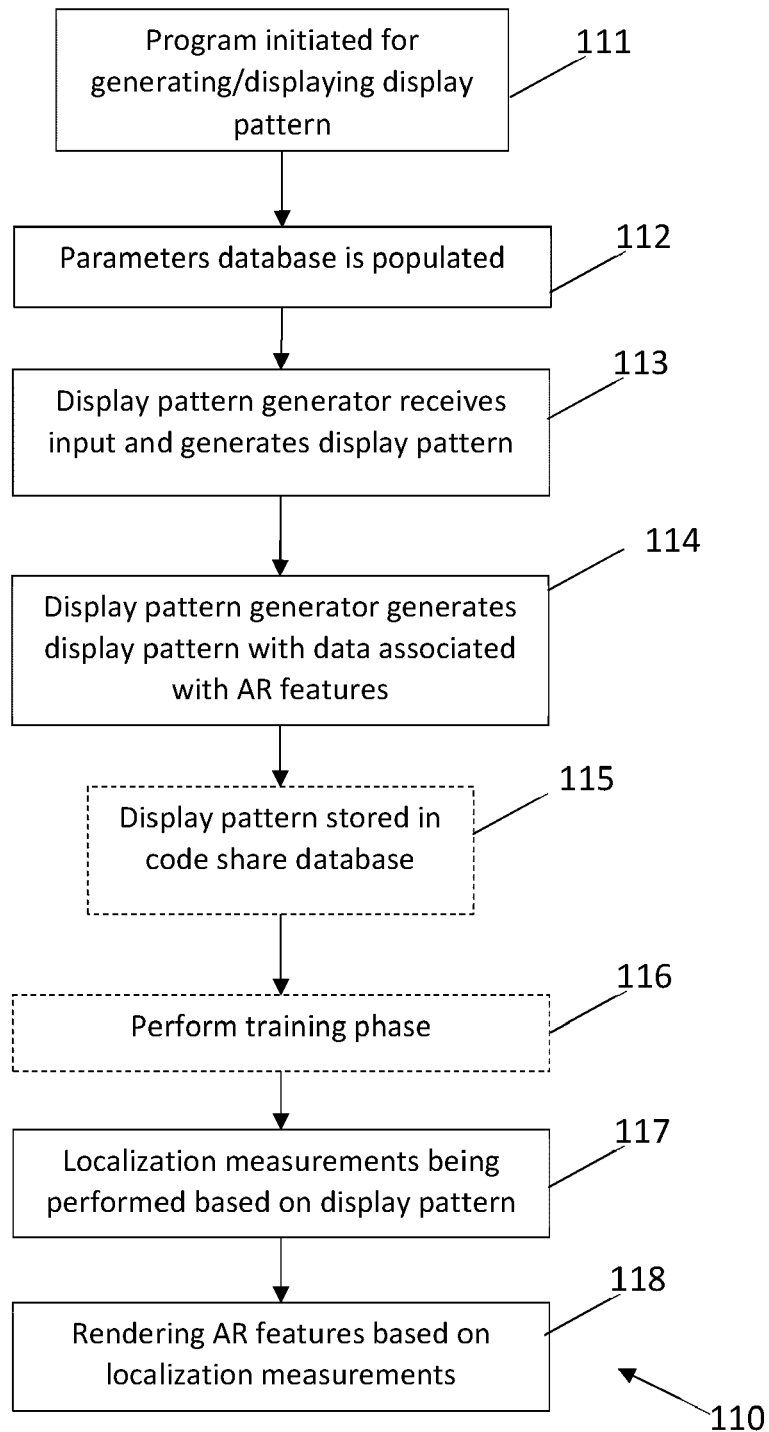 Program initiated for
generating/displaying display
pattern
111
Parameters database is populated
112
Display pattern generator receives
input and generates display pattern
113
Display pattern generator generates
display pattern with data associated
with AR features
114
Display pattern stored in
code share database
115
Perform training phase
116
Localization measurements being
performed based on display pattern
117
Rendering AR features based on
localization measurements
118
110